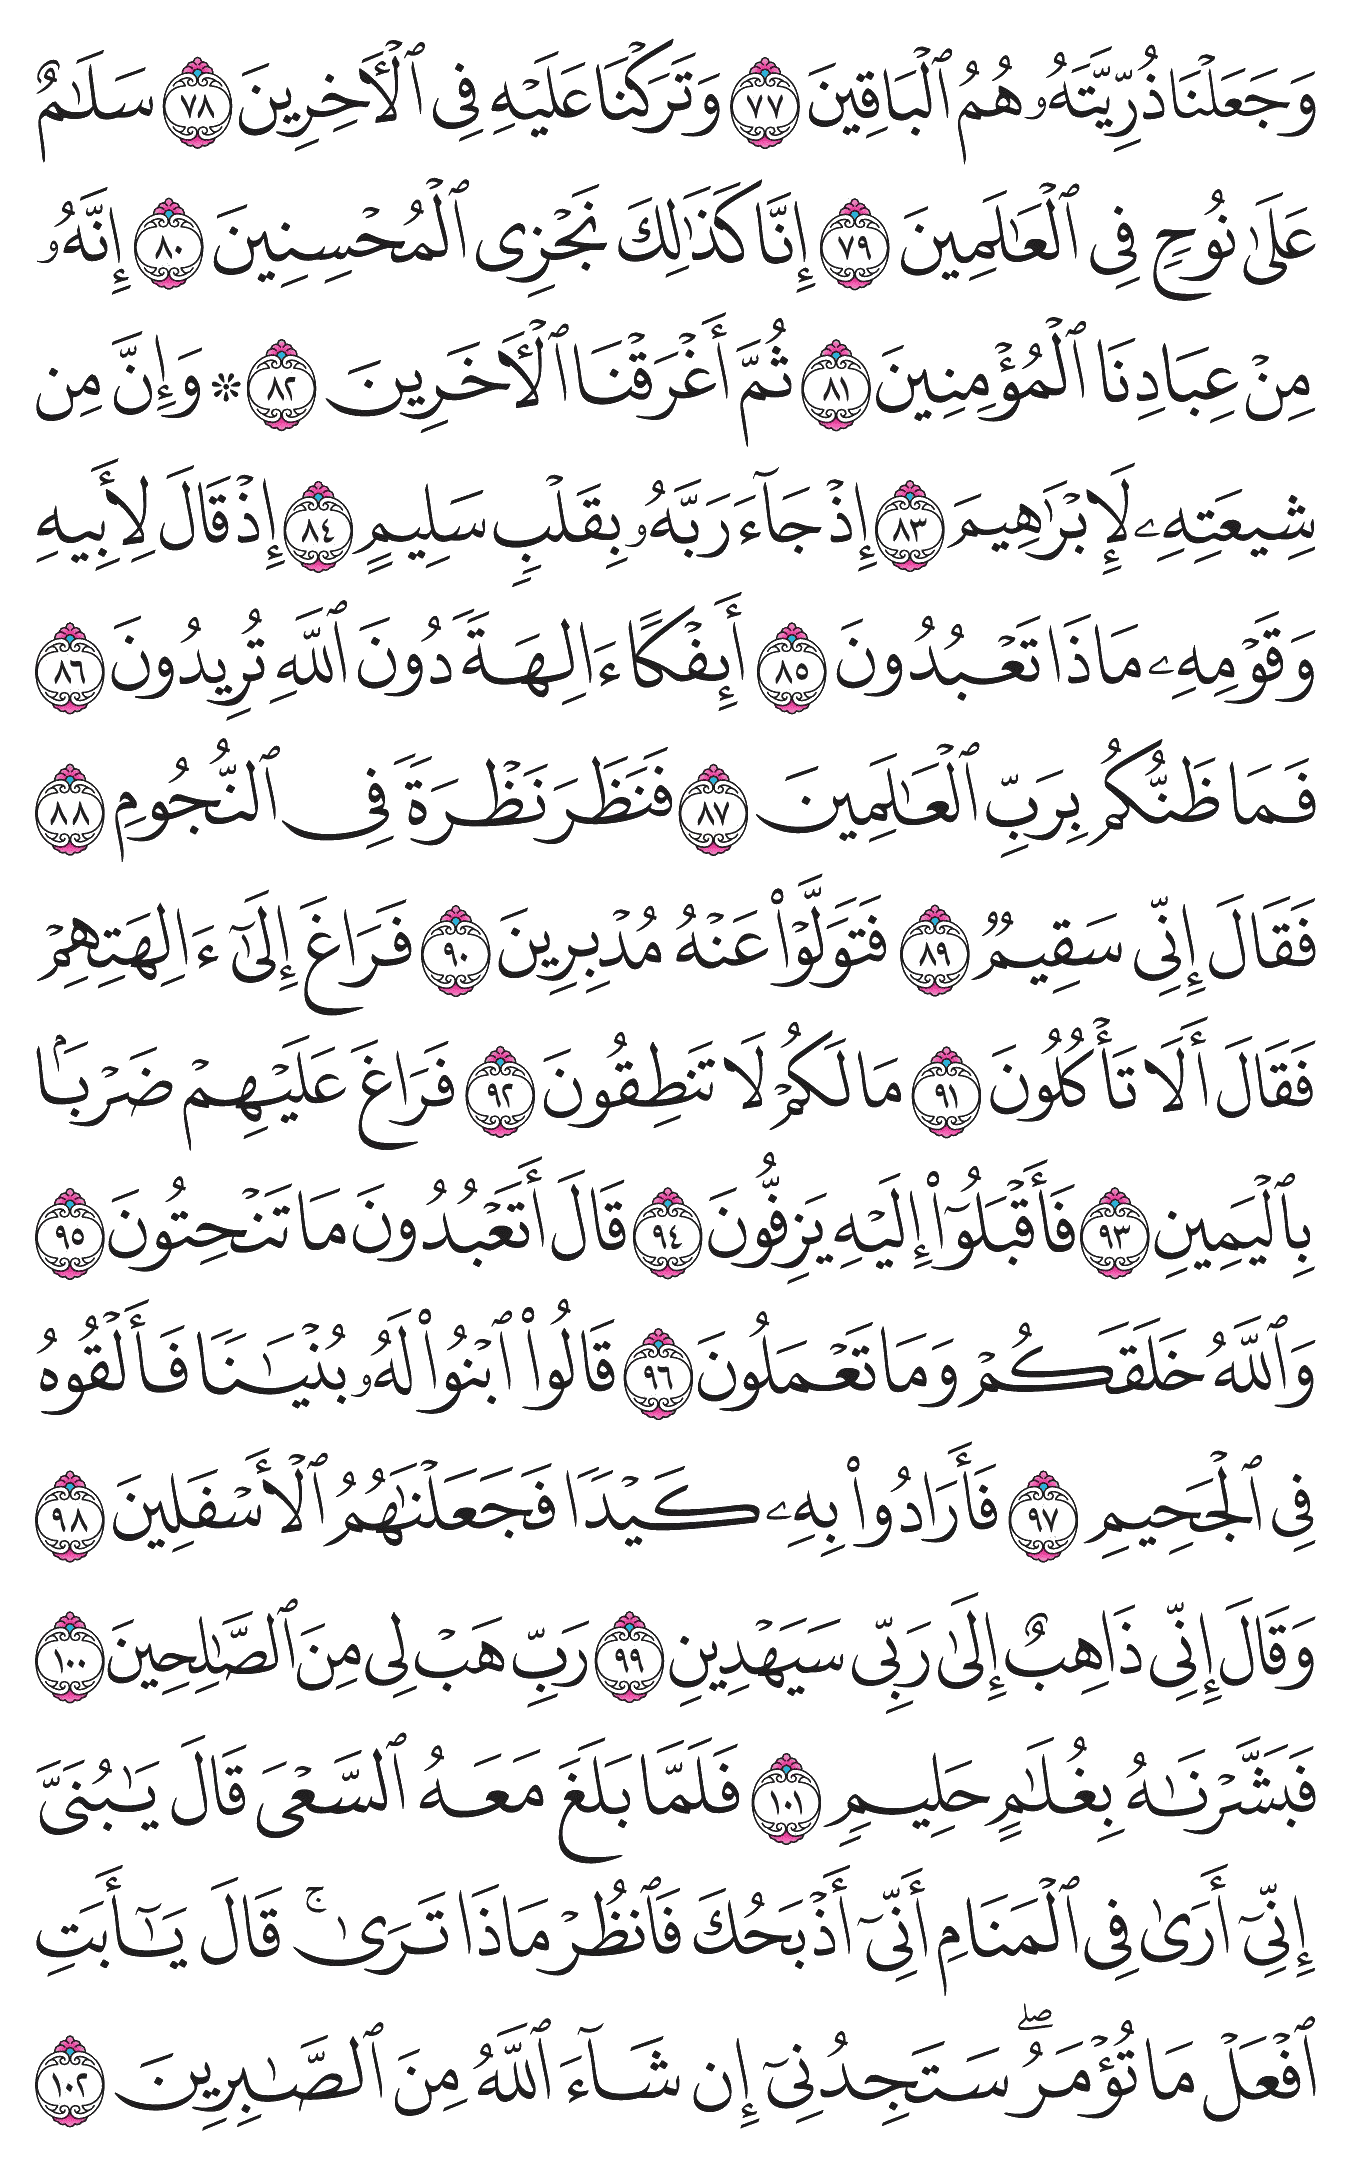 وَجَعَلْنَا ذُرِّيَّتَهُۥ هُمُ ٱلْبَاقِينَ ٧٧ وَتَرَكْنَا عَلَيْهِ فِى ٱلْـَٔاخِرِينَ ٧٨ سَلَـٰمٌ
عَلَىٰ نُوحٍ فِى ٱلْعَـٰلَمِينَ ٧٩ إِنَّا كَذَٰلِكَ نَجْزِى ٱلْمُحْسِنِينَ ٨٠ إِنَّهُۥ
مِنْ عِبَادِنَا ٱلْمُؤْمِنِينَ ٨١ ثُمَّ أَغْرَقْنَا ٱلْـَٔاخَرِينَ ٨٢ ۞ وَإِنَّ مِن
شِيعَتِهِۦ لَإِبْرَٰهِيمَ ٨٣ إِذْ جَآءَ رَبَّهُۥ بِقَلْبٍ سَلِيمٍ ٨٤ إِذْ قَالَ لِأَبِيهِ
وَقَوْمِهِۦ مَاذَا تَعْبُدُونَ ٨٥ أَئِفْكًا ءَالِهَةً دُونَ ٱللَّهِ تُرِيدُونَ ٨٦
فَمَا ظَنُّكُم بِرَبِّ ٱلْعَـٰلَمِينَ ٨٧ فَنَظَرَ نَظْرَةً فِى ٱلنُّجُومِ ٨٨
فَقَالَ إِنِّى سَقِيمٌ ٨٩ فَتَوَلَّوْا۟ عَنْهُ مُدْبِرِينَ ٩٠ فَرَاغَ إِلَىٰٓ ءَالِهَتِهِمْ
فَقَالَ أَلَا تَأْكُلُونَ ٩١ مَا لَكُمْ لَا تَنطِقُونَ ٩٢ فَرَاغَ عَلَيْهِمْ ضَرْبًۢا
بِٱلْيَمِينِ ٩٣ فَأَقْبَلُوٓا۟ إِلَيْهِ يَزِفُّونَ ٩٤ قَالَ أَتَعْبُدُونَ مَا تَنْحِتُونَ ٩٥
وَٱللَّهُ خَلَقَكُمْ وَمَا تَعْمَلُونَ ٩٦ قَالُوا۟ ٱبْنُوا۟ لَهُۥ بُنْيَـٰنًا فَأَلْقُوهُ
فِى ٱلْجَحِيمِ ٩٧ فَأَرَادُوا۟ بِهِۦ كَيْدًا فَجَعَلْنَـٰهُمُ ٱلْأَسْفَلِينَ ٩٨
وَقَالَ إِنِّى ذَاهِبٌ إِلَىٰ رَبِّى سَيَهْدِينِ ٩٩ رَبِّ هَبْ لِى مِنَ ٱلصَّـٰلِحِينَ ١٠٠
فَبَشَّرْنَـٰهُ بِغُلَـٰمٍ حَلِيمٍ ١٠١ فَلَمَّا بَلَغَ مَعَهُ ٱلسَّعْىَ قَالَ يَـٰبُنَىَّ
إِنِّىٓ أَرَىٰ فِى ٱلْمَنَامِ أَنِّىٓ أَذْبَحُكَ فَٱنظُرْ مَاذَا تَرَىٰ ۚ قَالَ يَـٰٓأَبَتِ
ٱفْعَلْ مَا تُؤْمَرُ ۖ سَتَجِدُنِىٓ إِن شَآءَ ٱللَّهُ مِنَ ٱلصَّـٰبِرِينَ ١٠٢